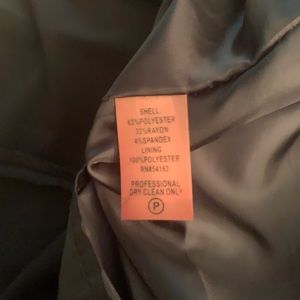 SHELL
63%POLYESTER
33%RAYON
4%SPANDEX
LINING
100%POLYESTER
RN#54163
PROFESSIONAL
DRY CLEAN ONLY
P